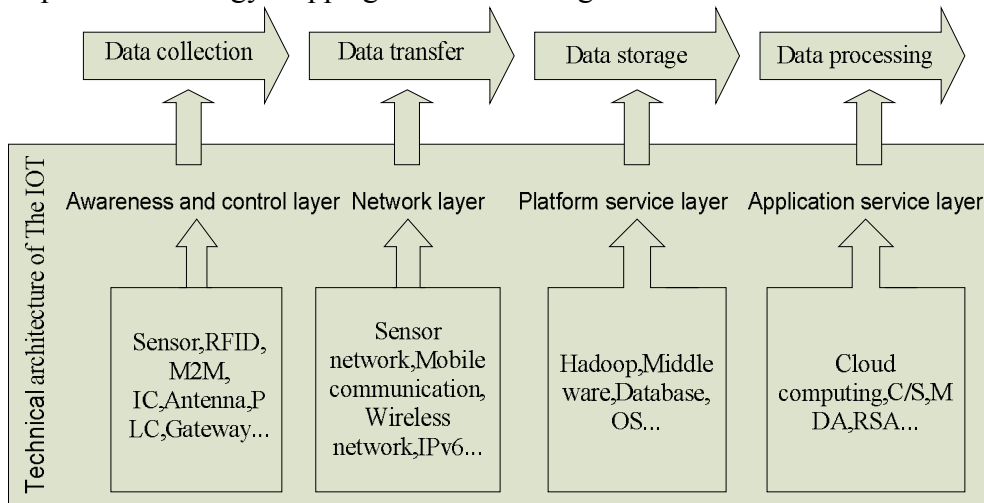 Data collection
Data transfer
Data storage
Data processing
Technical architecture of The IOT
Awareness and control layer
Network layer
Platform service layer
Application service layer
Sensor,RFID,
M2M,
IC,Antenna,P
LC,Gateway...
Sensor
network,Mobile
communication,
Wireless
network,IPv6...
Hadoop,Middle
ware,Database,
OS...
Cloud
computing,C/S,M
DA,RSA...